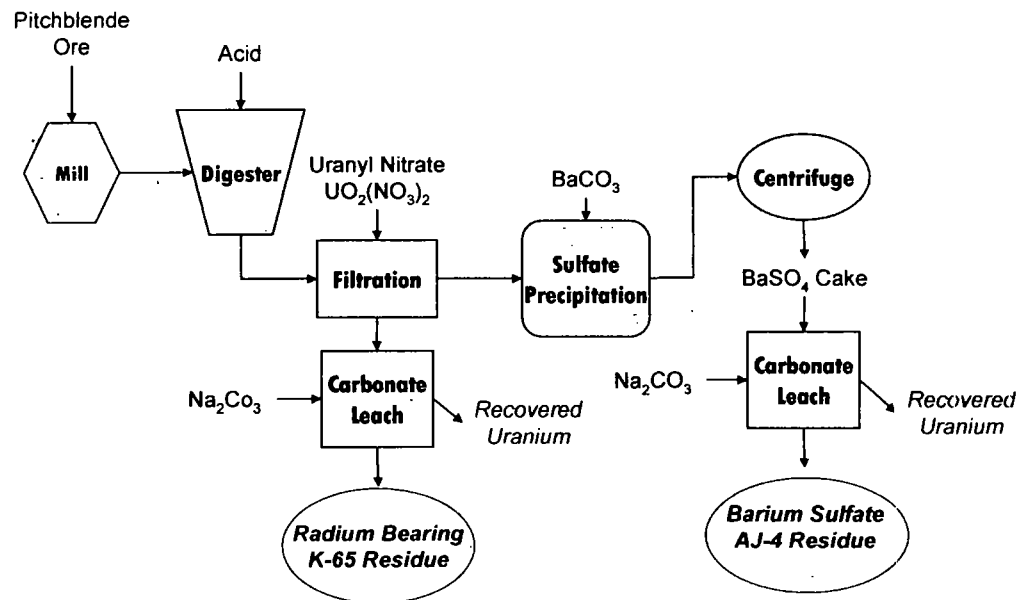 Pitchblende
Ore
Acid
Mill
Digester
Uranyl Nitrate
UO₂(NO₃)₂
Filtration
BaCO₃
Sulfate
Precipitation
Centrifuge
BaSO₄ Cake
Na₂Co₃
Carbonate
Leach
Recovered
Uranium
Na₂CO₃
Carbonate
Leach
Recovered
Uranium
Radium Bearing
K-65 Residue
Barium Sulfate
AJ-4 Residue